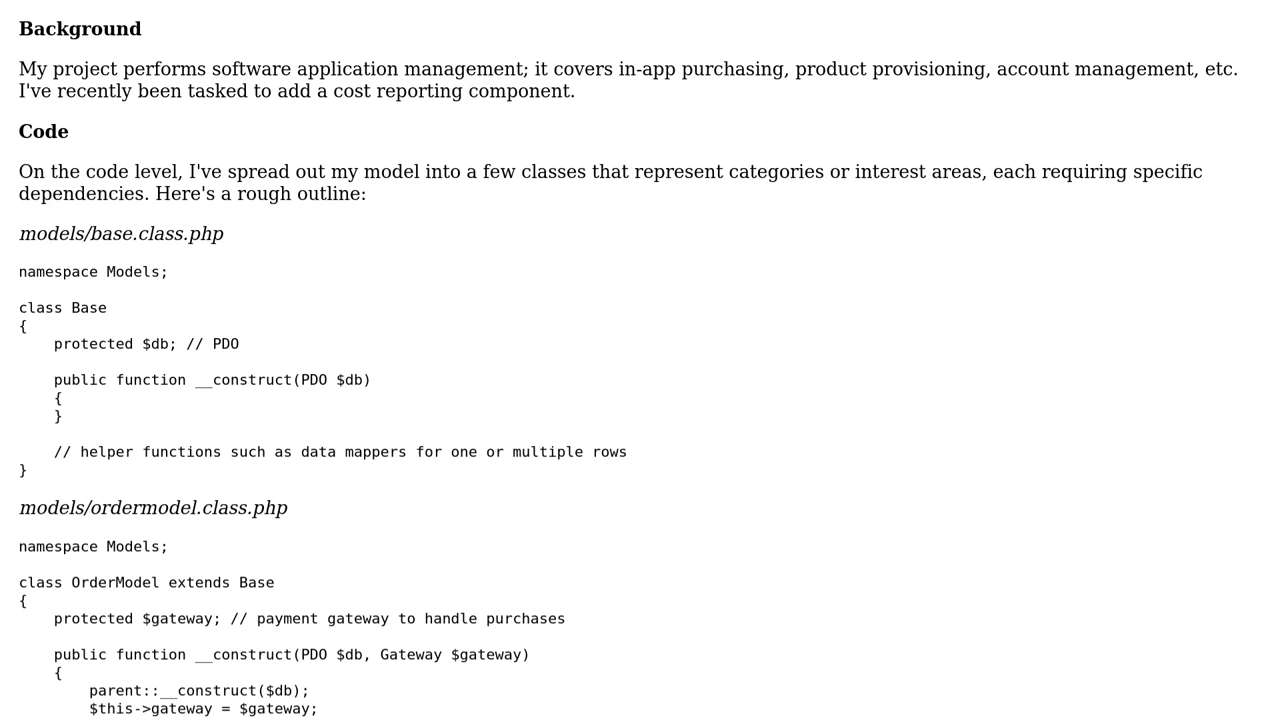 Background
My project performs software application management; it covers in-app purchasing, product provisioning, account management, etc.
I've recently been tasked to add a cost reporting component.
Code
On the code level, I've spread out my model into a few classes that represent categories or interest areas, each requiring specific
dependencies. Here's a rough outline:
models/base.class.php
namespace Models;
class Base
{
    protected $db; // PDO
    public function __construct(PDO $db)
    {
    }
    // helper functions such as data mappers for one or multiple rows
}
models/ordermodel.class.php
namespace Models;
class OrderModel extends Base
{
    protected $gateway; // payment gateway to handle purchases
    public function __construct(PDO $db, Gateway $gateway)
    {
        parent::__construct($db);
        $this->gateway = $gateway;